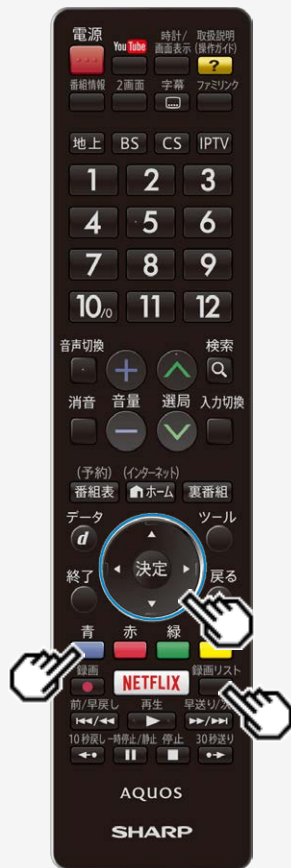 電源
YouTube
時計/
画面表示
取扱説明
(操作ガイド)
?
番組情報 2画面 字幕 ファミリンク
地上 BS CS IPTV
1 2 3
4 5 6
7 8 9
10/0 11 12
音声切換 検索
消音 音量 選局 入力切換
(予約) (インターネット)
番組表 ホーム 裏番組
データ ツール
d
決定
終了 戻る
青 赤 緑
録画 NETFLIX 録画リスト
前/早戻し 再生 早送り/次
10秒戻し 一時停止/静止 停止 30秒送り
AQUOS
SHARP